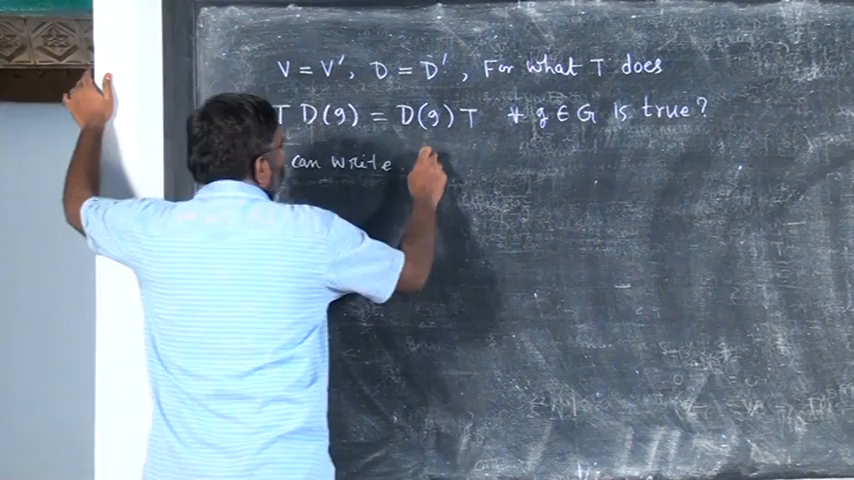 V = V', D = D', For what T does
T D(g) = D(g) T ∀ g ∈ G is true?
can write